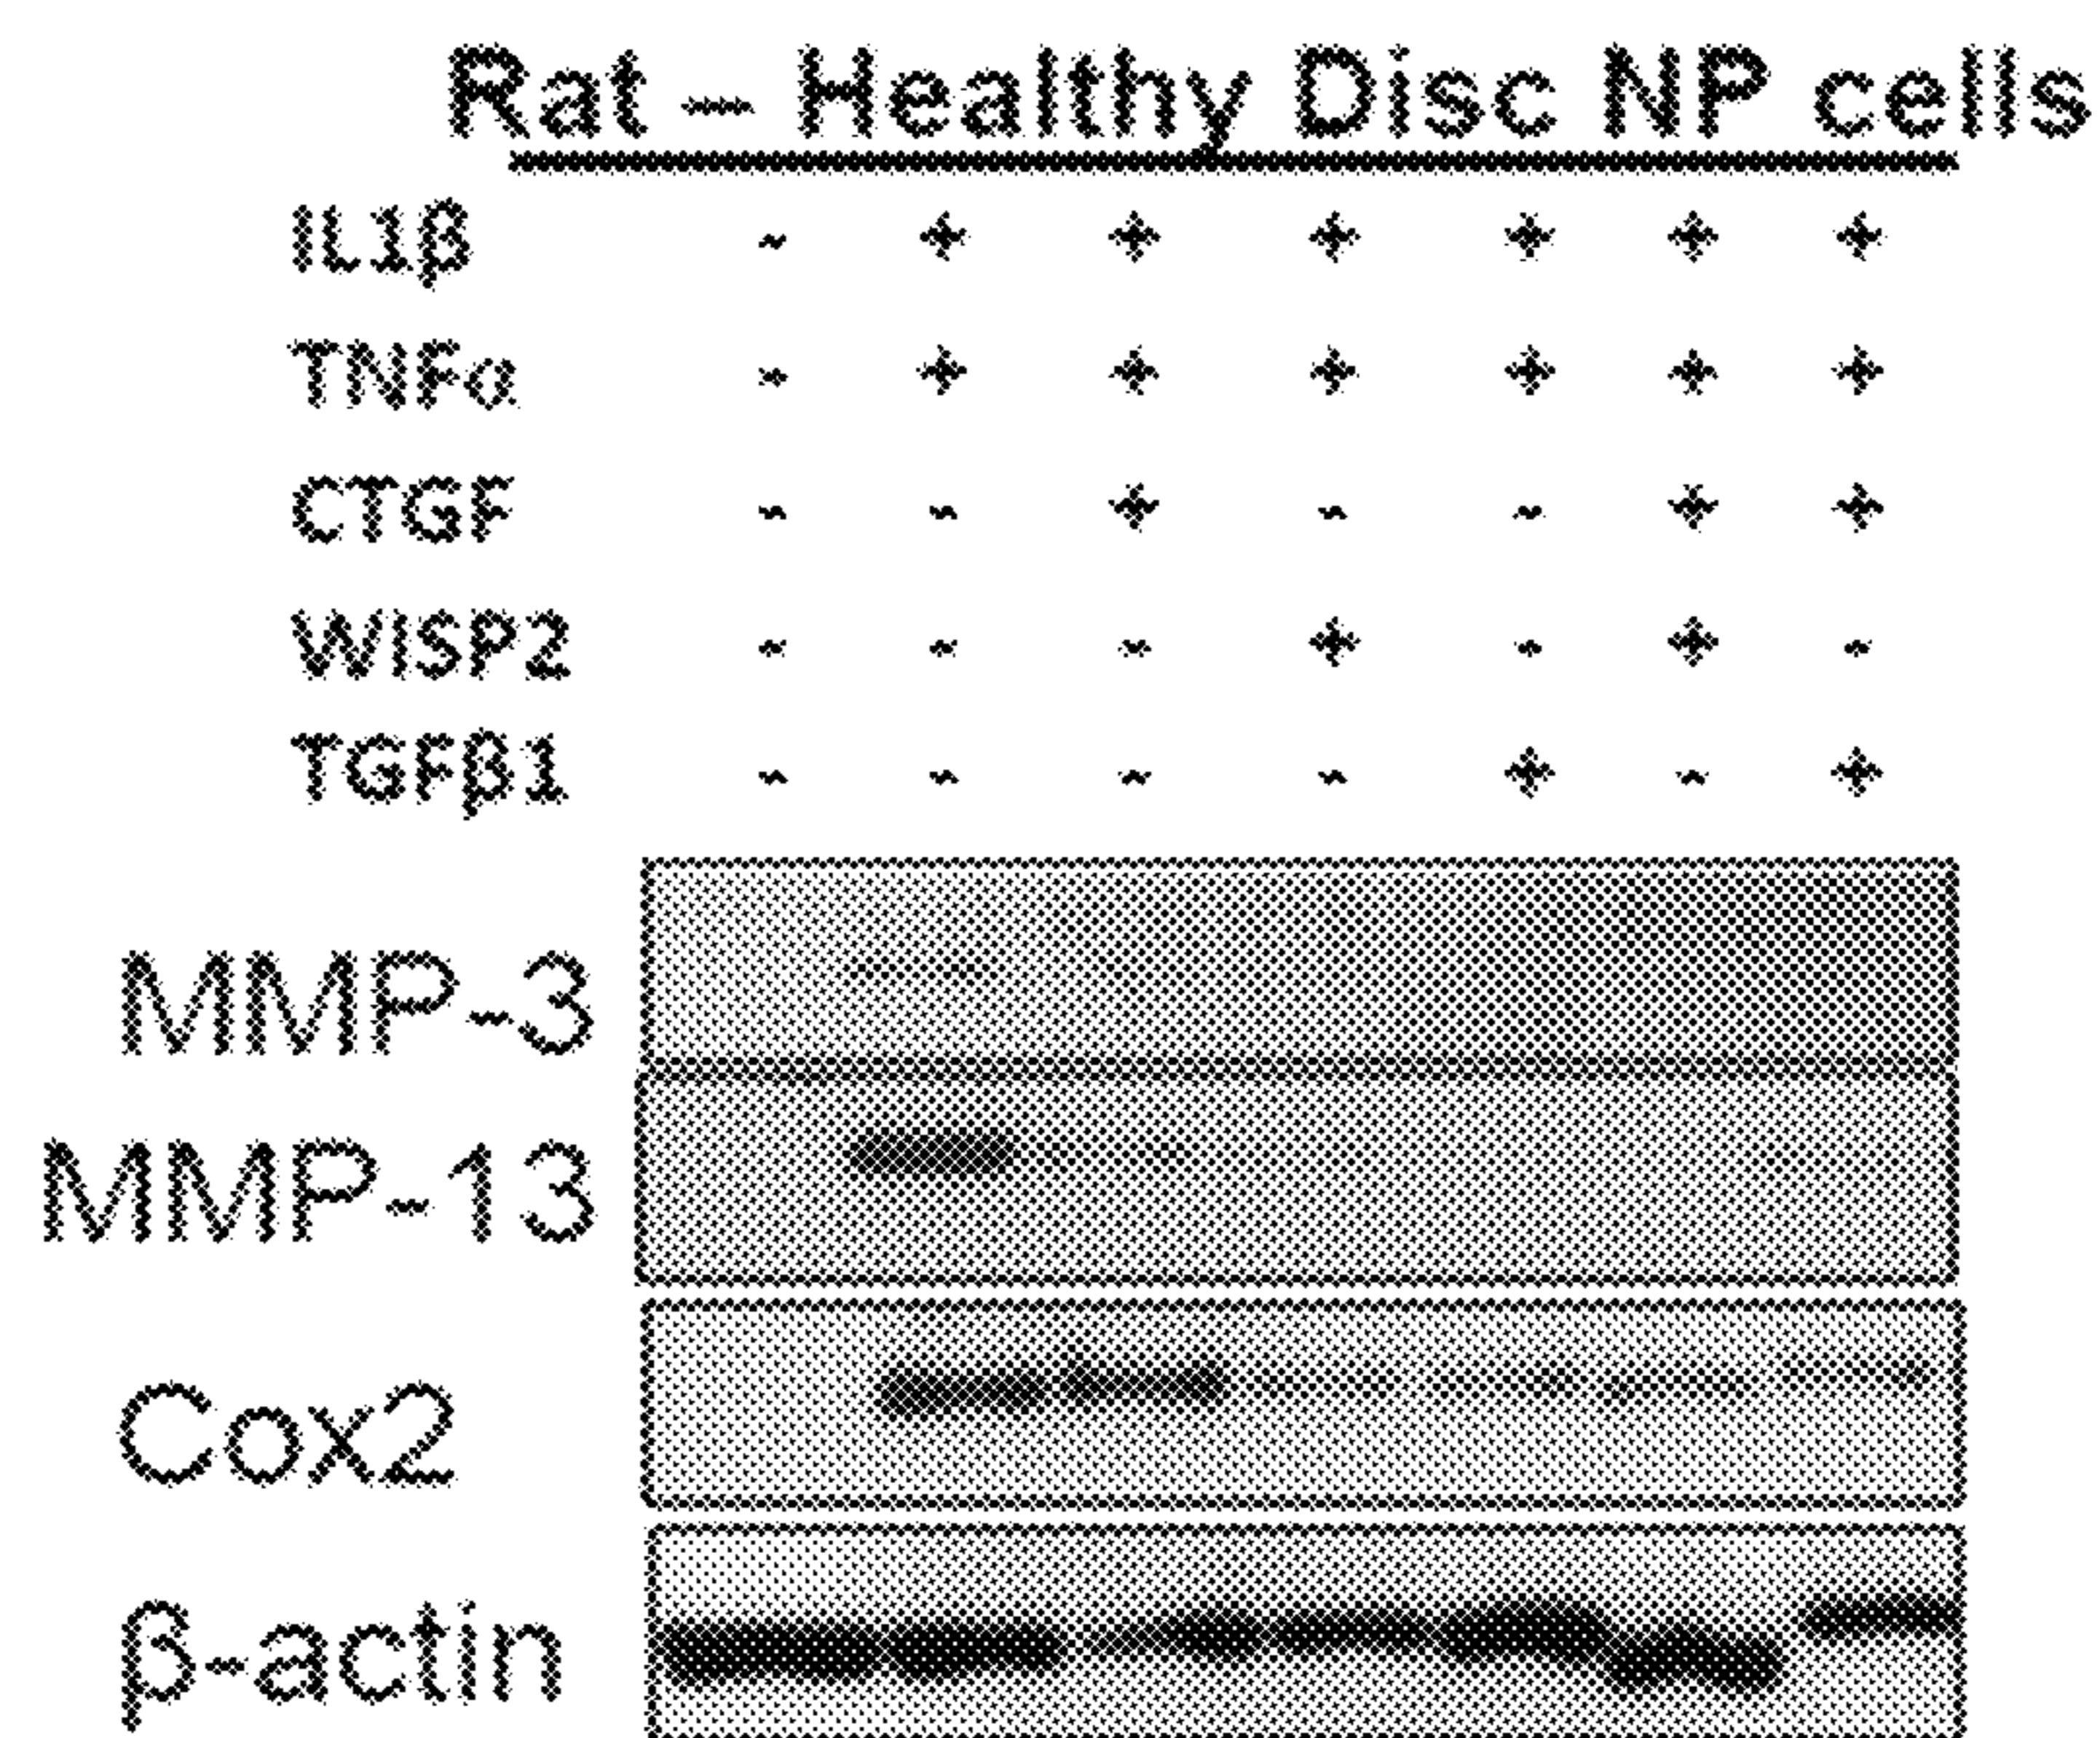 Rat – Healthy Disc NP cells
IL1β - + + + + + +
TNFα - + + + + + +
CTGF - - + - - + +
WISP2 - - - + - + -
TGFβ1 - - - - + - +
MMP-3
MMP-13
Cox2
β-actin